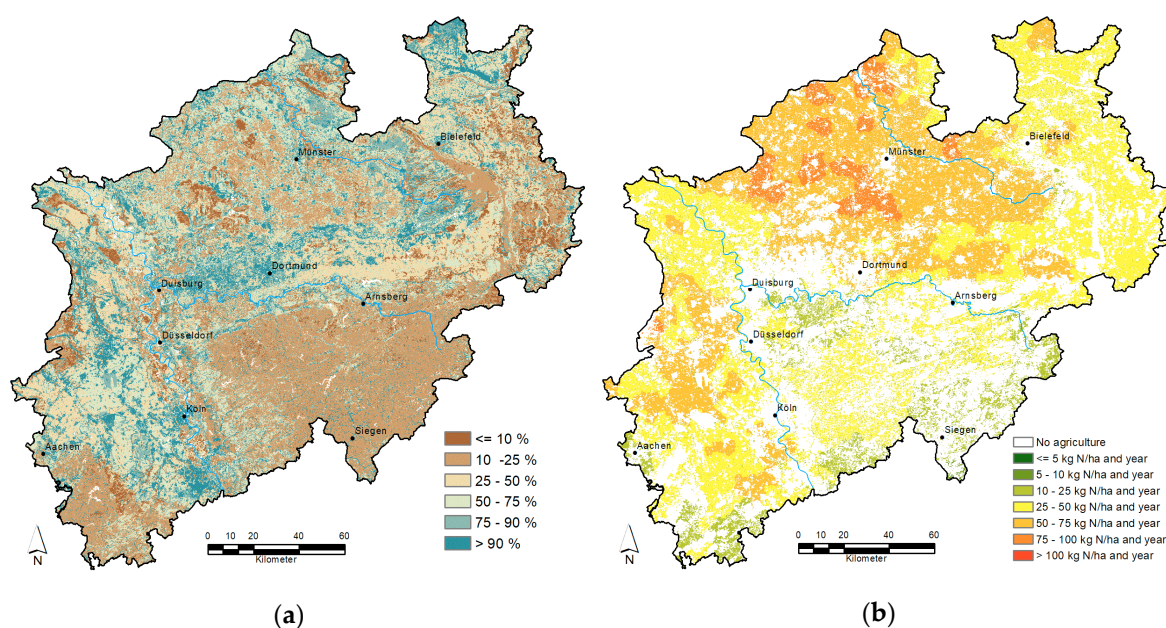 Bielefeld
Münster
Dortmund
Duisburg
Arnsberg
Düsseldorf
Köln
Siegen
Aachen
<= 10 %
10 -25 %
25 - 50 %
50 - 75 %
75 - 90 %
> 90 %
N
0 10 20 40 60
Kilometer
(a)
Bielefeld
Münster
Dortmund
Duisburg
Arnsberg
Düsseldorf
Köln
Siegen
Aachen
No agriculture
<= 5 kg N/ha and year
5 - 10 kg N/ha and year
10 - 25 kg N/ha and year
25 - 50 kg N/ha and year
50 - 75 kg N/ha and year
75 - 100 kg N/ha and year
> 100 kg N/ha and year
N
0 10 20 40 60
Kilometer
(b)